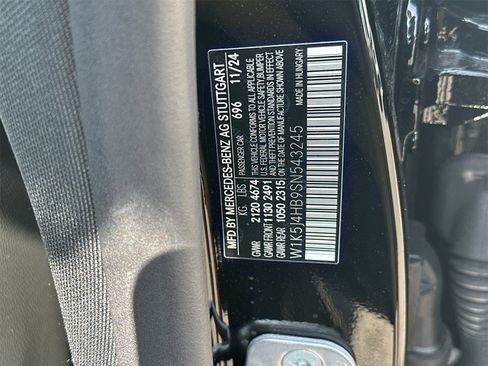 MFD BY MERCEDES-BENZ AG STUTTGART
696 11/24
PASSENGER CAR
KG LBS
GVWR 2120 4674
GAWR FRONT 1130 2491
GAWR REAR 1050 2315
THIS VEHICLE CONFORMS TO ALL APPLICABLE
U.S. FEDERAL MOTOR VEHICLE SAFETY, BUMPER
AND THEFT PREVENTION STANDARDS
IN EFFECT ON THE DATE OF MANUFACTURE SHOWN ABOVE
W1K5J4HB9SN543245
MADE IN HUNGARY